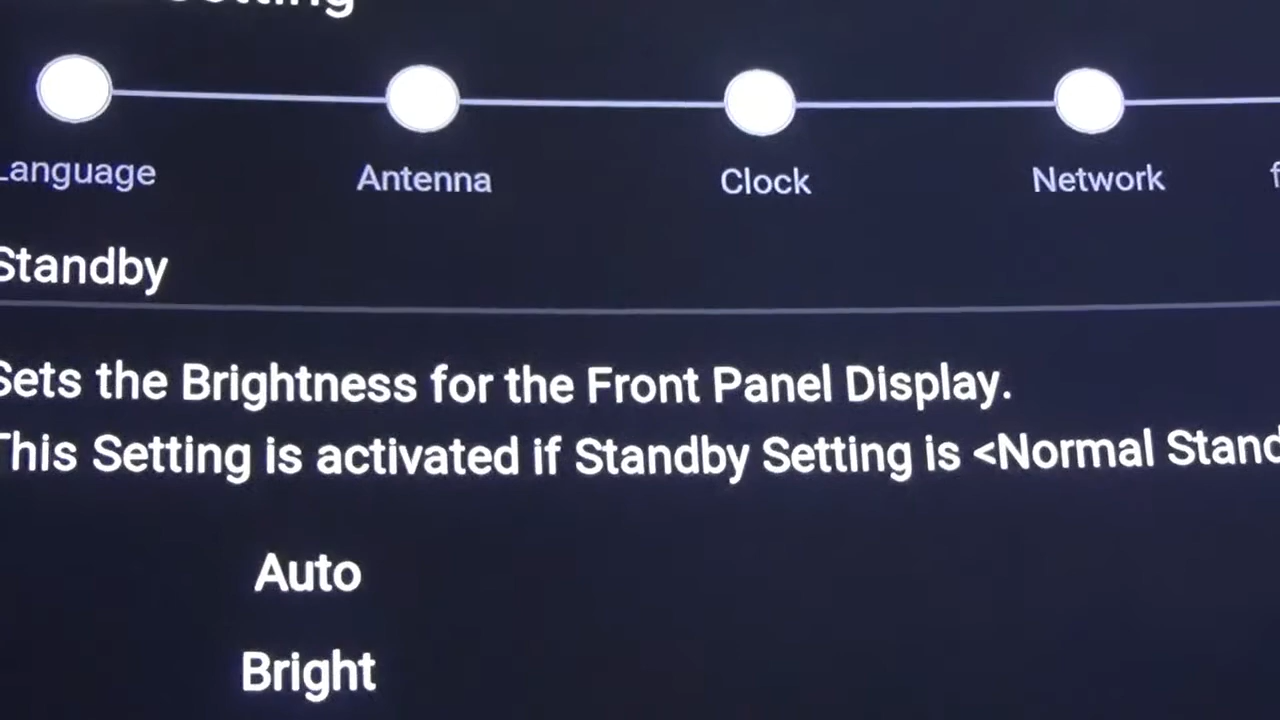 Language Antenna Clock Network
Standby
Sets the Brightness for the Front Panel Display.
This Setting is activated if Standby Setting is <Normal
Auto
Bright